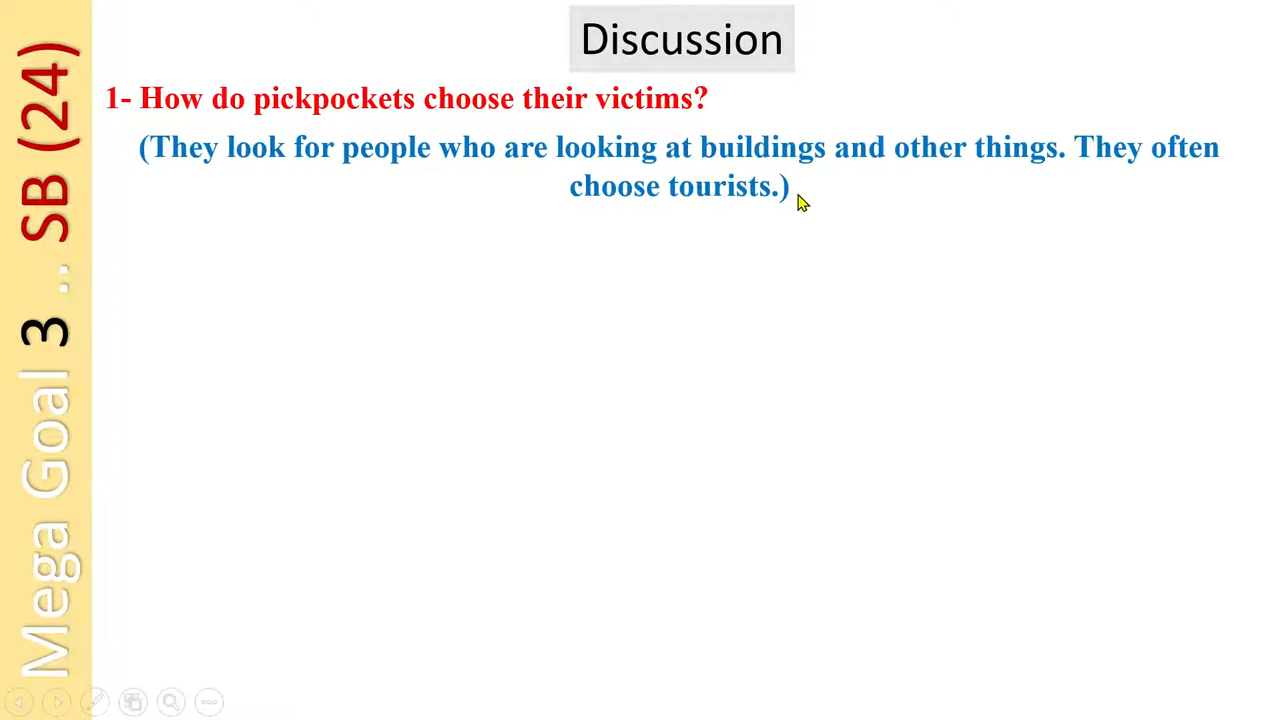 Discussion
1- How do pickpockets choose their victims?
(They look for people who are looking at buildings and other things. They often
choose tourists.)
Mega Goal 3 .. SB (24)